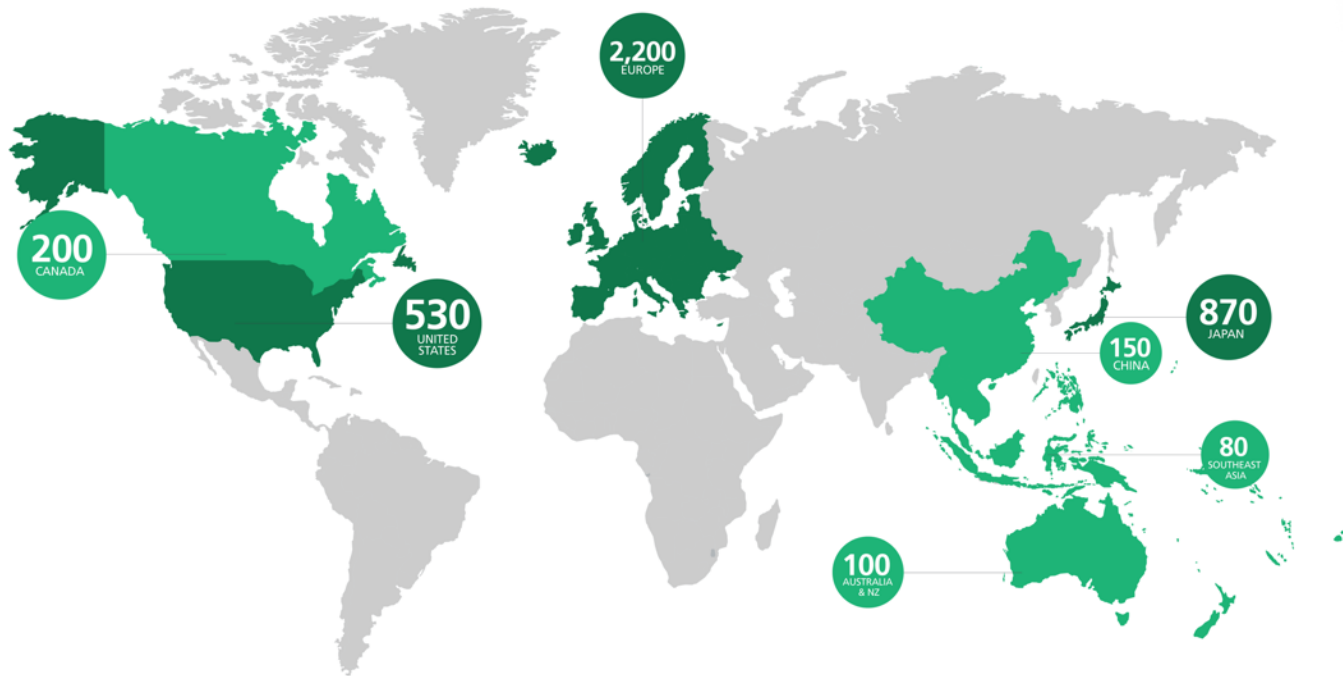 2,200
EUROPE
200
CANADA
530
UNITED
STATES
870
JAPAN
150
CHINA
80
SOUTHEAST
ASIA
100
AUSTRALIA
& NZ